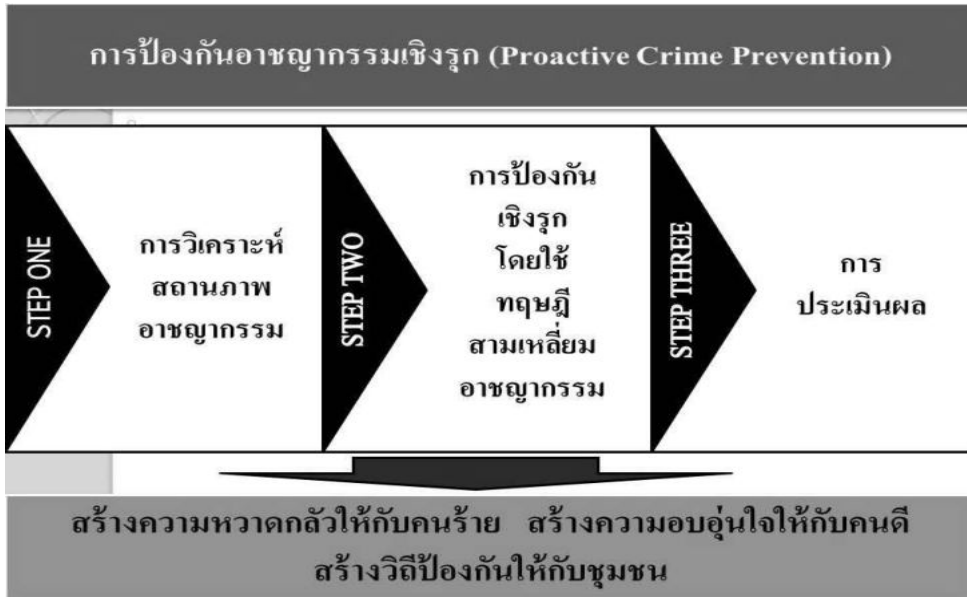 การป้องกันอาชญากรรมเชิงรุก (Proactive Crime Prevention)
STEP ONE
การวิเคราะห์
สถานภาพ
อาชญากรรม
STEP TWO
การป้องกัน
เชิงรุก
โดยใช้
ทฤษฎี
สามเหลี่ยม
อาชญากรรม
STEP THREE
การ
ประเมินผล
สร้างความหวาดกลัวให้กับคนร้าย สร้างความอบอุ่นใจให้กับคนดี
สร้างวิถีป้องกันให้กับชุมชน